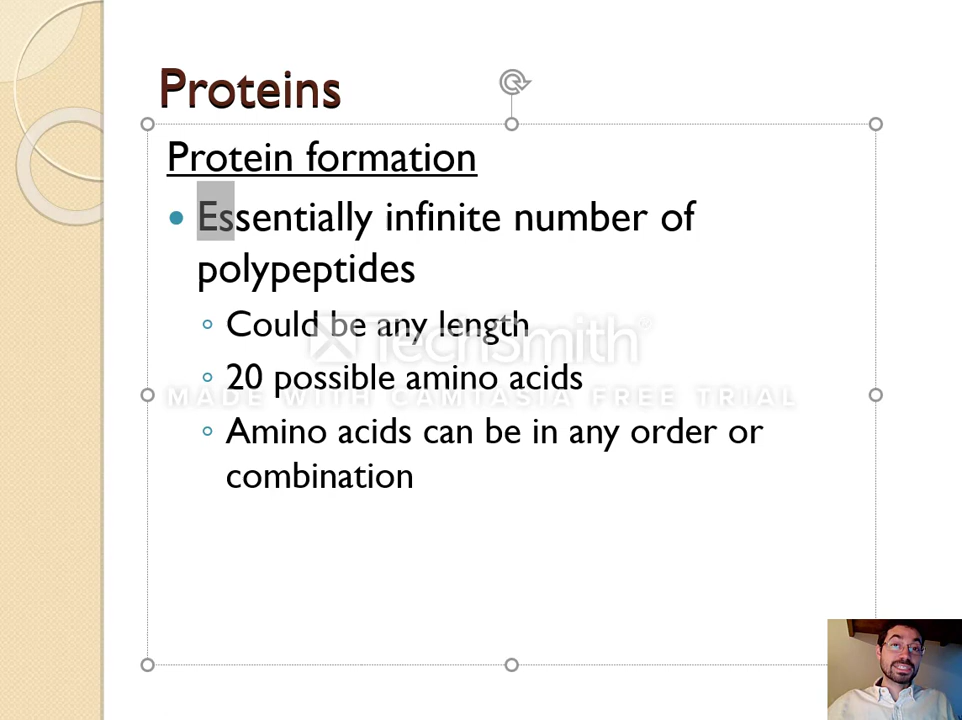 Proteins
Protein formation
Essentially infinite number of
polypeptides
Could be any length
TechSmith
20 possible amino acids
MADE WITH CAMTASIA FREE TRIAL
Amino acids can be in any order or
combination